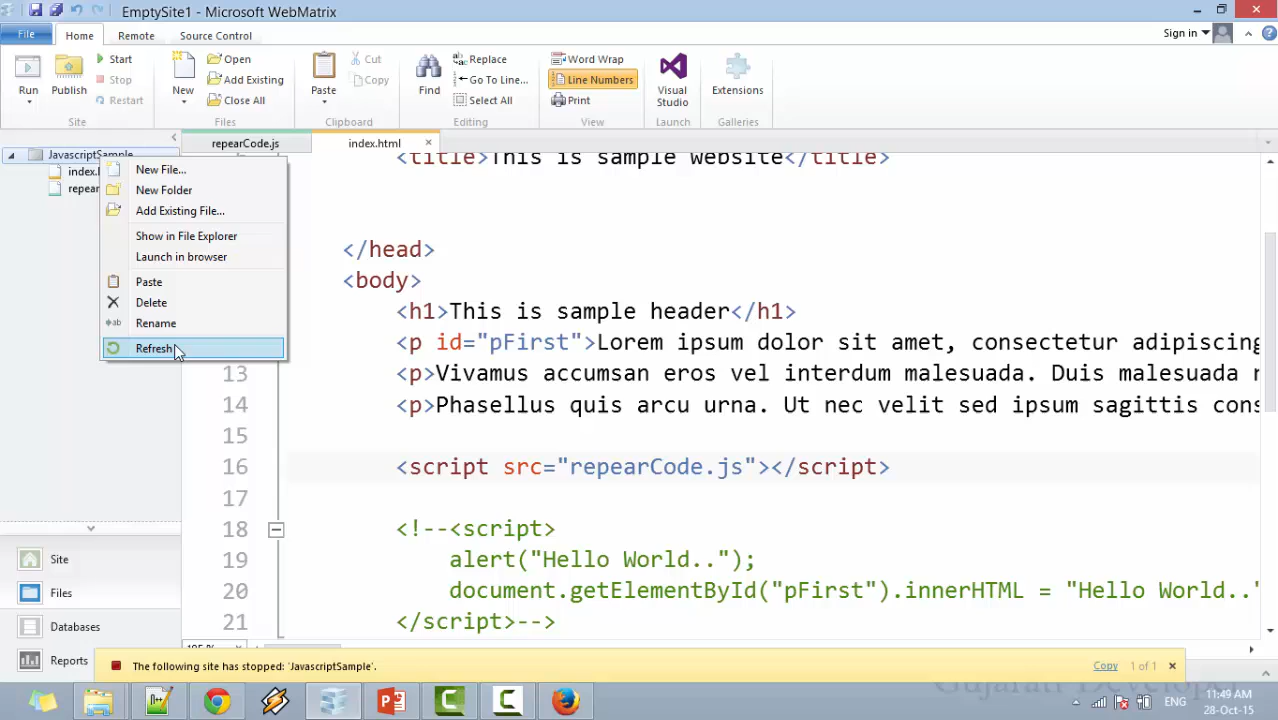 EmptySite1 - Microsoft WebMatrix
File Home Remote Source Control Sign in
Run Publish Start Stop Restart
New Open Add Existing Close All
Paste Cut Copy
Find Replace Go To Line... Select All
Word Wrap Line Numbers Print
Visual Studio
Extensions
Site Files Clipboard Editing View Launch Galleries
JavascriptSample
index.h
repear
repearCode.js index.html
New File...
New Folder
Add Existing File...
Show in File Explorer
Launch in browser
Paste
Delete
Rename
Refresh
<title>This is sample website</title>
</head>
<body>
<h1>This is sample header</h1>
<p id="pFirst">Lorem ipsum dolor sit amet, consectetur adipiscing
13 <p>Vivamus accumsan eros vel interdum malesuada. Duis malesuada
14 <p>Phasellus quis arcu urna. Ut nec velit sed ipsum sagittis cons
15
16 <script src="repearCode.js"></script>
17
18 <!--<script>
19 alert("Hello World..");
20 document.getElementById("pFirst").innerHTML = "Hello World.."
21 </script>-->
Site
Files
Databases
Reports
The following site has stopped: 'JavascriptSample'. Copy 1 of 1
Gujarati Developer
ENG
11:49 AM
28-Oct-15